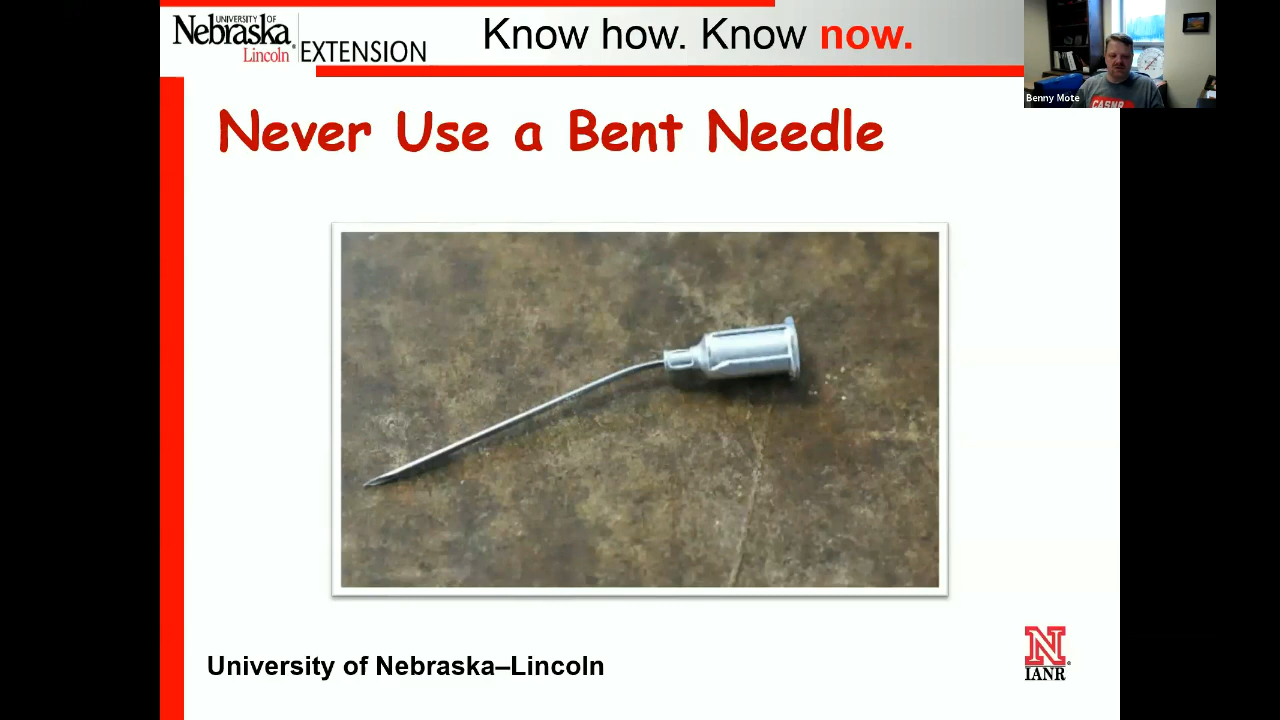 UNIVERSITY OF
Nebraska
Lincoln
EXTENSION
Know how. Know now.
Benny Mote
CASNR
Never Use a Bent Needle
University of Nebraska–Lincoln
N
IANR